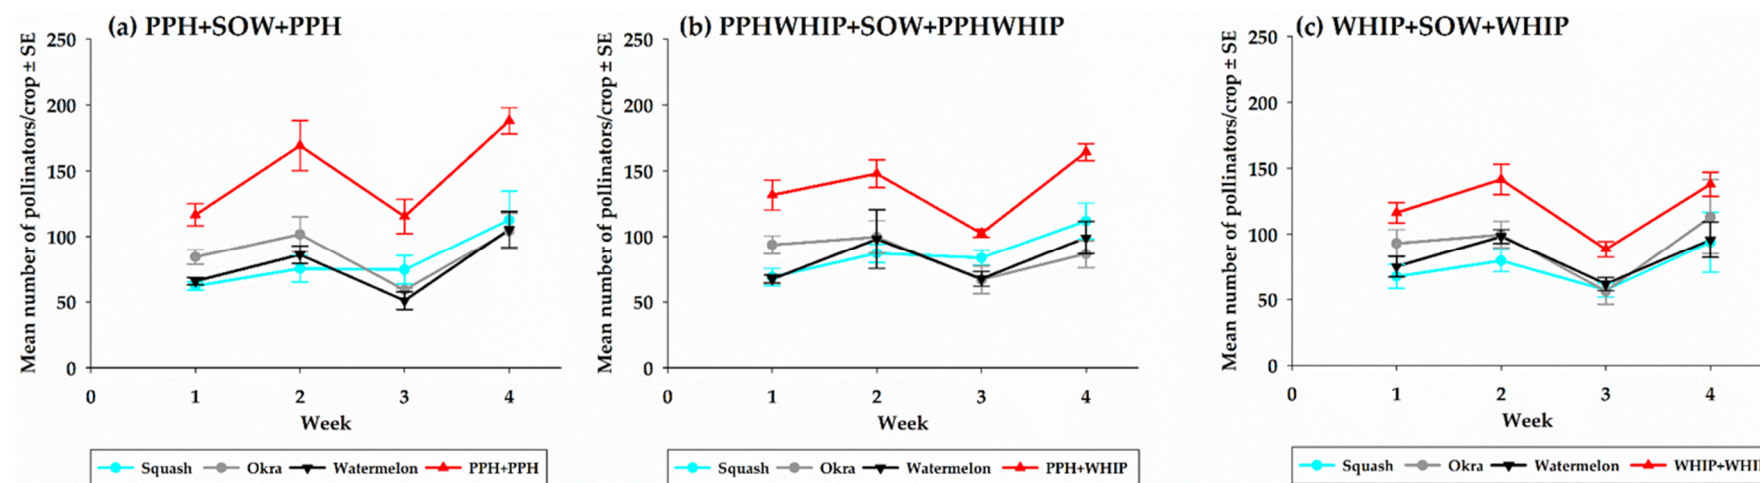 (a) PPH+SOW+PPH
Mean number of pollinators/crop ± SE
250
200
150
100
50
0
0 1 2 3 4
Week
Squash Okra Watermelon PPH+PPH
(b) PPHWHIP+SOW+PPHWHIP
Mean number of pollinators/crop ± SE
250
200
150
100
50
0
0 1 2 3 4
Week
Squash Okra Watermelon PPH+WHIP
(c) WHIP+SOW+WHIP
Mean number of pollinators/crop ± SE
250
200
150
100
50
0
0 1 2 3 4
Week
Squash Okra Watermelon WHIP+WHIP